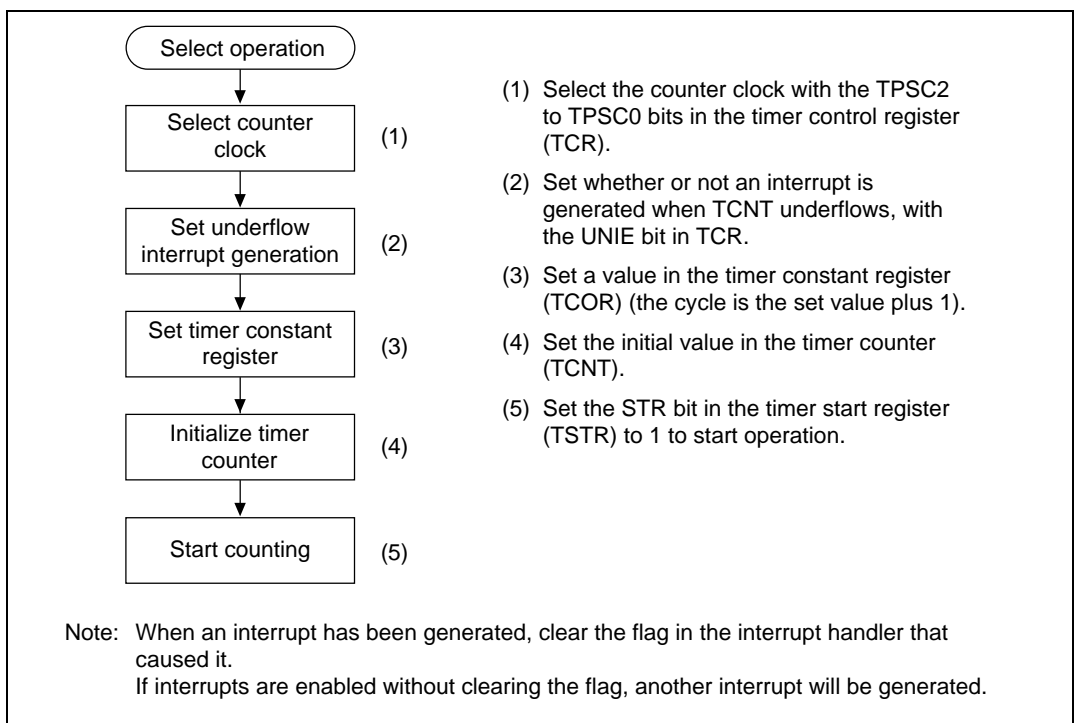 Select operation
Select counter
clock
(1)
Set underflow
interrupt generation
(2)
Set timer constant
register
(3)
Initialize timer
counter
(4)
Start counting
(5)
(1) Select the counter clock with the TPSC2
to TPSC0 bits in the timer control register
(TCR).
(2) Set whether or not an interrupt is
generated when TCNT underflows, with
the UNIE bit in TCR.
(3) Set a value in the timer constant register
(TCOR) (the cycle is the set value plus 1).
(4) Set the initial value in the timer counter
(TCNT).
(5) Set the STR bit in the timer start register
(TSTR) to 1 to start operation.
Note: When an interrupt has been generated, clear the flag in the interrupt handler that
caused it.
If interrupts are enabled without clearing the flag, another interrupt will be generated.